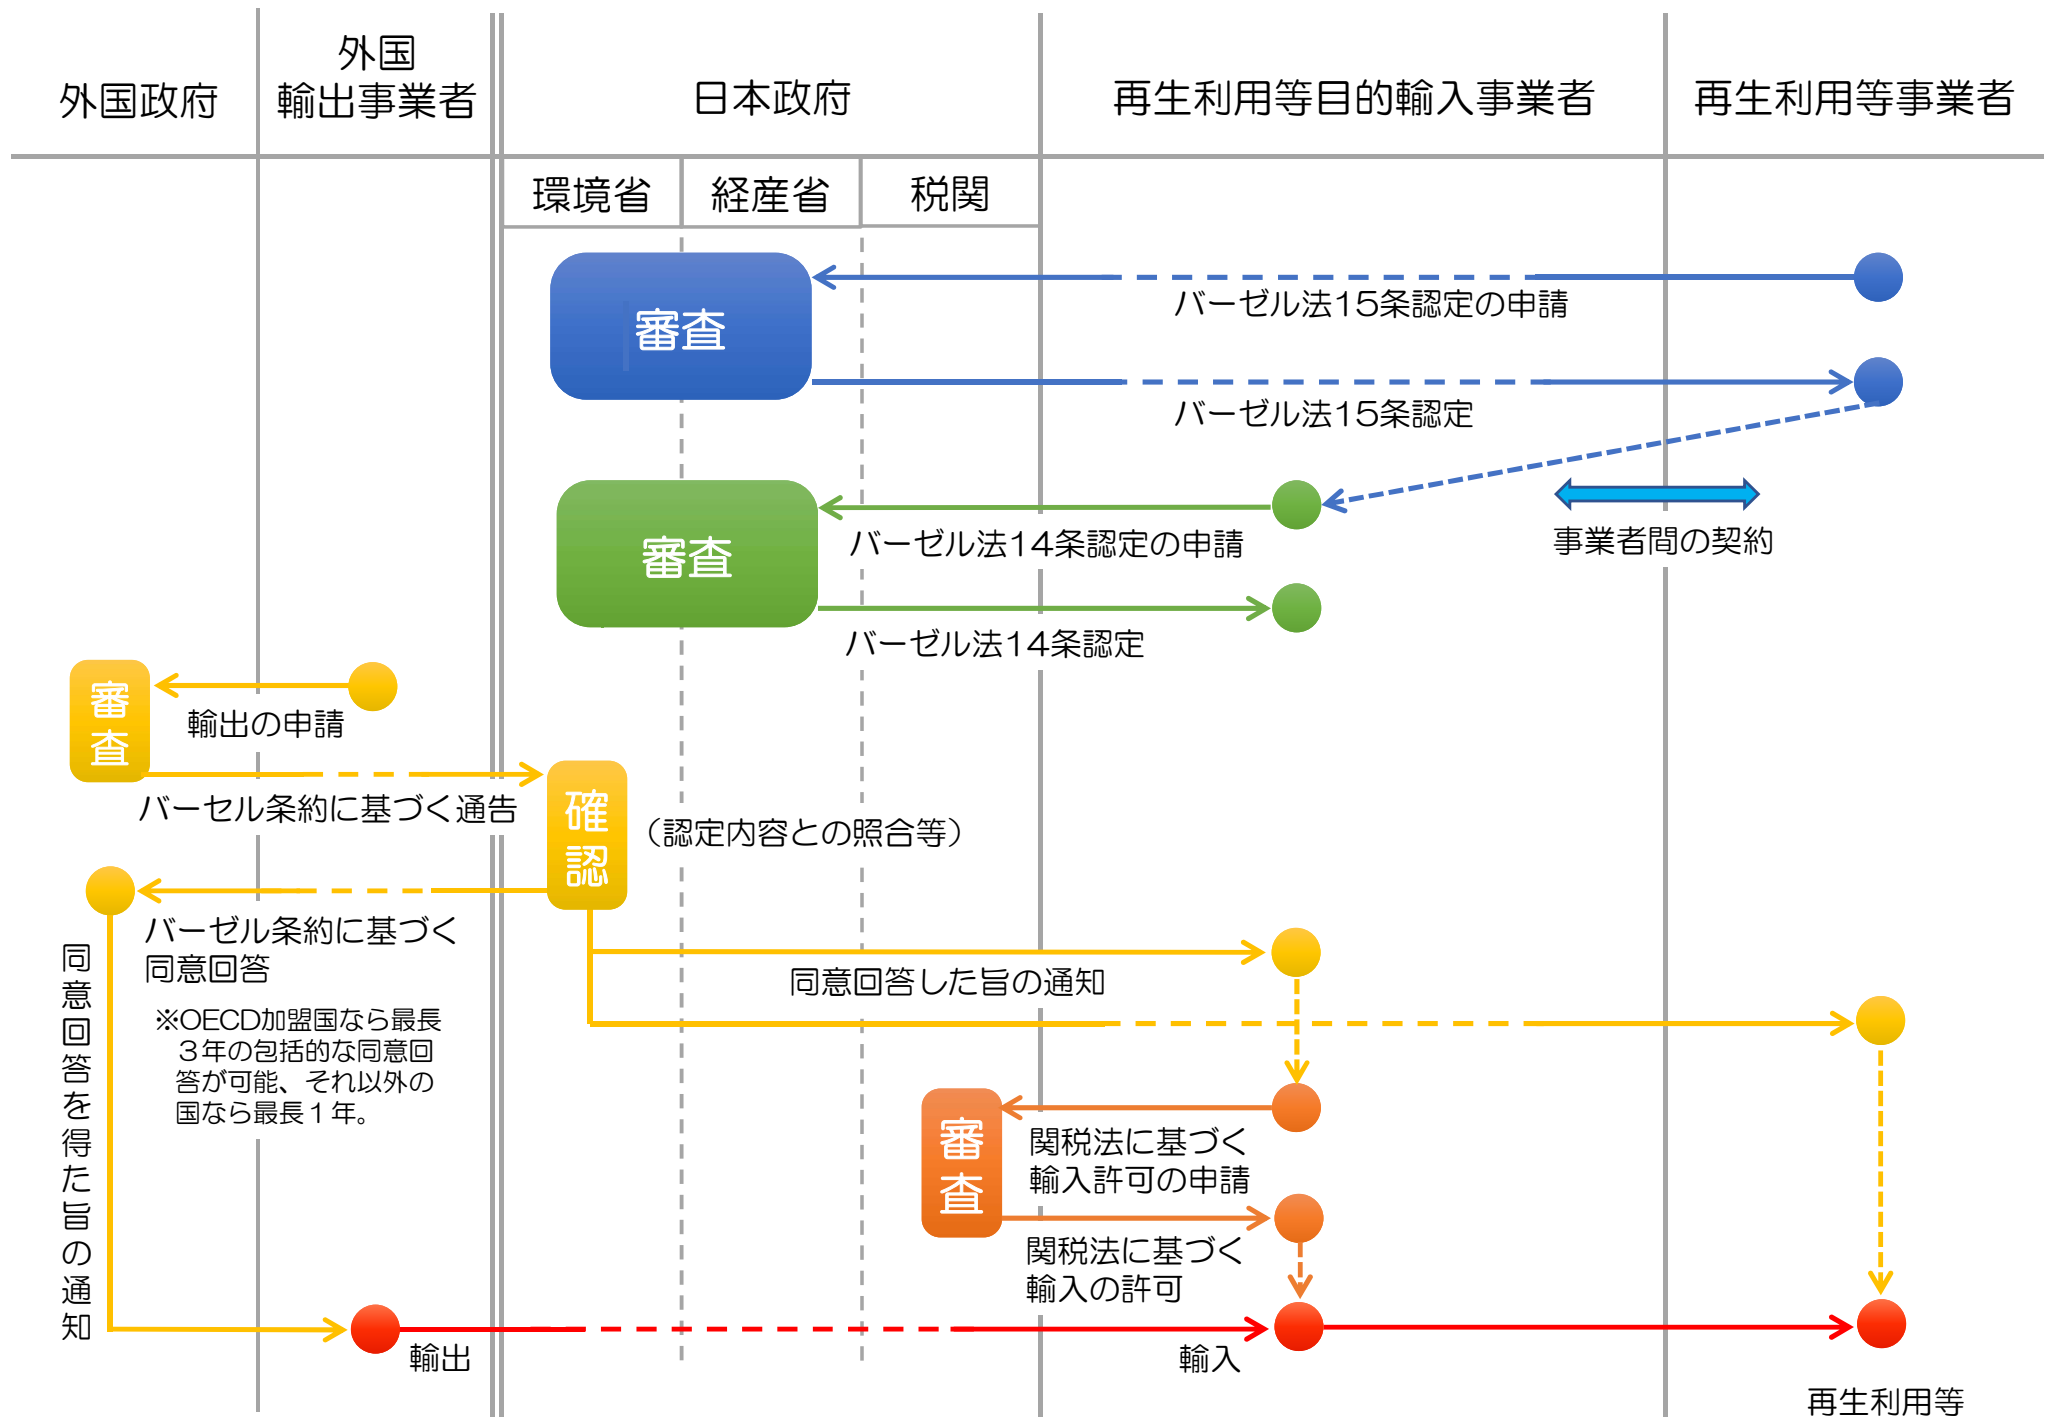 外国政府
外国
輸出事業者
日本政府
再生利用等目的輸入事業者
再生利用等事業者
環境省
経産省
税関
審査
バーゼル法15条認定の申請
バーゼル法15条認定
審査
バーゼル法14条認定の申請
事業者間の契約
バーゼル法14条認定
審査
輸出の申請
バーセル条約に基づく通告
確認
（認定内容との照合等）
バーゼル条約に基づく
同意回答
※OECD加盟国なら最長
３年の包括的な同意回
答が可能、それ以外の
国なら最長１年。
同意回答を得た旨の通知
同意回答した旨の通知
審査
関税法に基づく
輸入許可の申請
関税法に基づく
輸入の許可
輸出
輸入
再生利用等